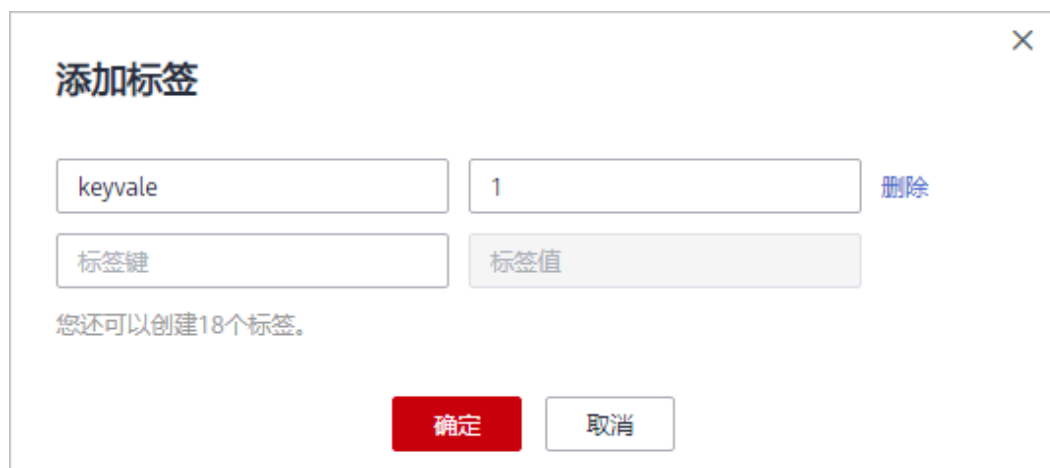 添加标签
keyvale 1 删除
标签键 标签值
您还可以创建18个标签。
确定 取消